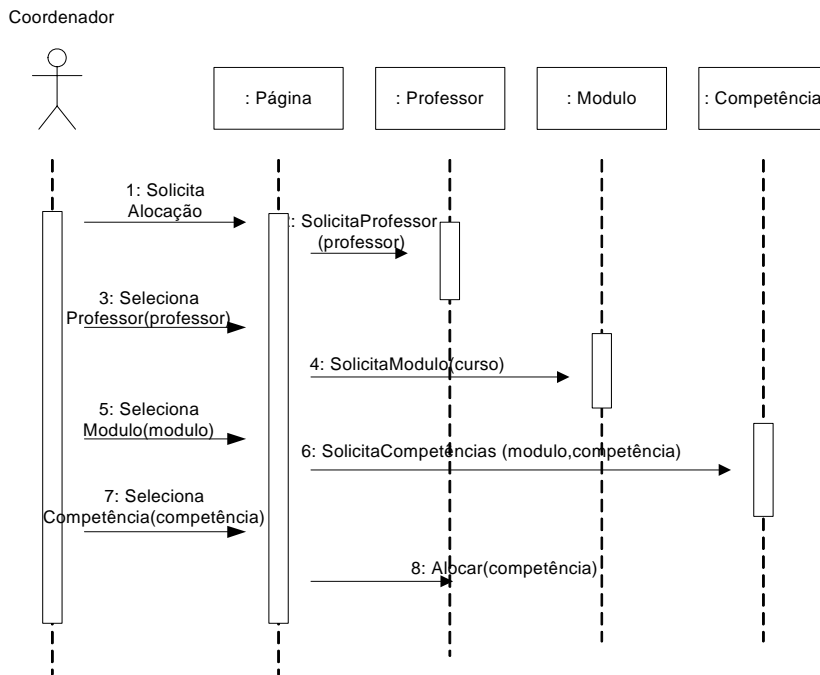 Coordenador
: Página
: Professor
: Modulo
: Competência
1: Solicita
Alocação
: SolicitaProfessor
(professor)
3: Seleciona
Professor(professor)
4: SolicitaModulo(curso)
5: Seleciona
Modulo(modulo)
6: SolicitaCompetências (modulo,competência)
7: Seleciona
Competência(competência)
8: Alocar(competência)